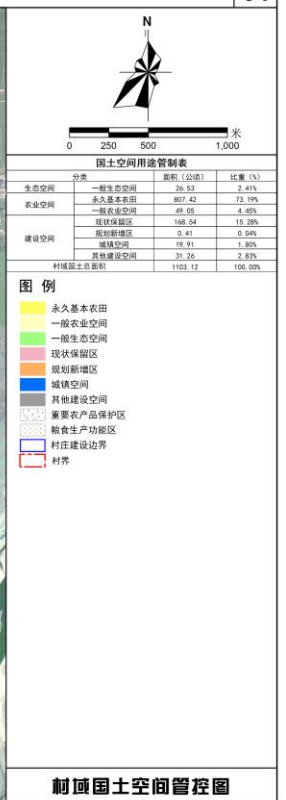 N
0 250 500 1,000 米
国土空间用途管制表
分类 面积（公顷） 比重（%）
生态空间 一般生态空间 26.53 2.41%
农业空间 永久基本农田 807.42 73.19%
一般农业空间 49.05 4.45%
建设空间 现状保留区 168.54 15.28%
规划新增区 0.41 0.04%
城镇空间 19.91 1.80%
其他建设空间 31.26 2.83%
村域国土总面积 1103.12 100.00%
图 例
永久基本农田
一般农业空间
一般生态空间
现状保留区
规划新增区
城镇空间
其他建设空间
重要农产品保护区
粮食生产功能区
村庄建设边界
村界
村域国土空间管控图